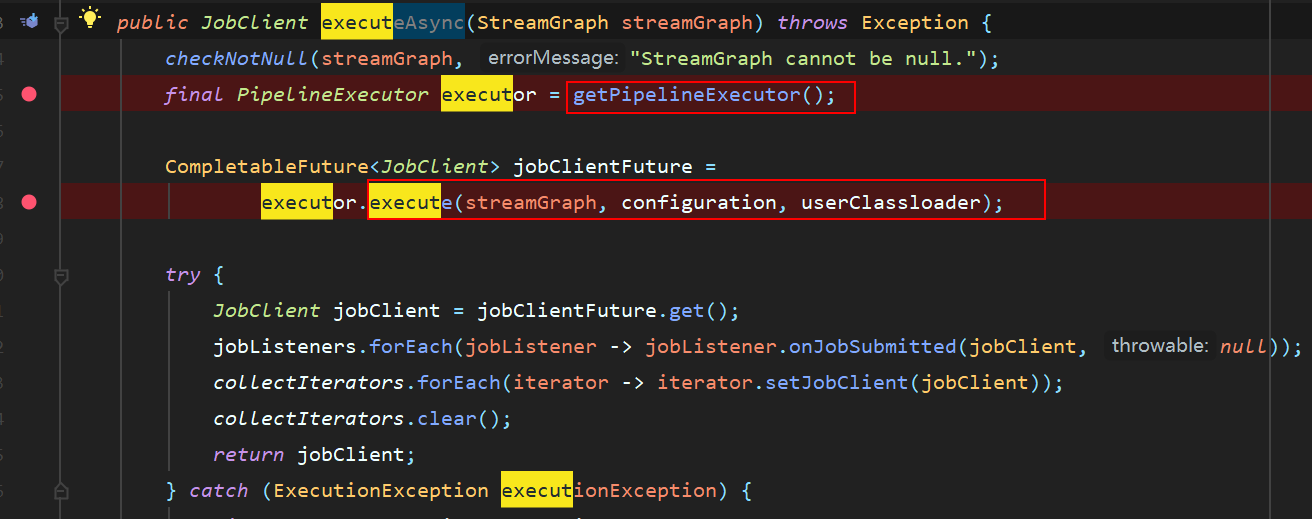 public JobClient executeAsync(StreamGraph streamGraph) throws Exception {
checkNotNull(streamGraph, errorMessage: "StreamGraph cannot be null.");
final PipelineExecutor executor = getPipelineExecutor();
CompletableFuture<JobClient> jobClientFuture =
executor.execute(streamGraph, configuration, userClassloader);
try {
JobClient jobClient = jobClientFuture.get();
jobListeners.forEach(jobListener -> jobListener.onJobSubmitted(jobClient, throwable: null));
collectIterators.forEach(iterator -> iterator.setJobClient(jobClient));
collectIterators.clear();
return jobClient;
} catch (ExecutionException executionException) {